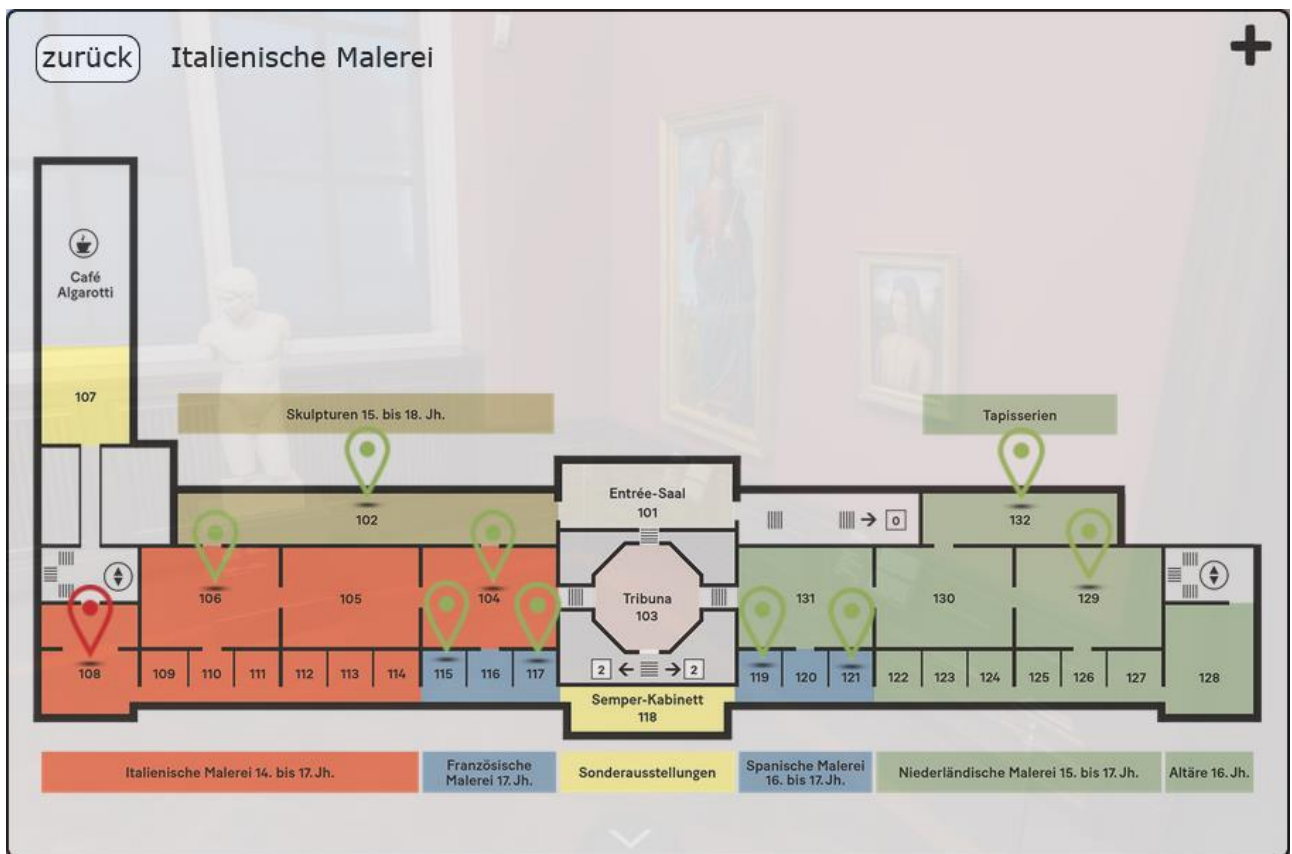 zurück Italienische Malerei
Café
Algarotti
107
Skulpturen 15. bis 18. Jh.
Tapisserien
Entrée-Saal
101
102
0
132
106
105
104
Tribuna
103
131
130
129
108
109
110
111
112
113
114
115
116
117
2
2
119
120
121
122
123
124
125
126
127
128
Semper-Kabinett
118
Italienische Malerei 14. bis 17. Jh.
Französische
Malerei 17. Jh.
Sonderausstellungen
Spanische Malerei
16. bis 17. Jh.
Niederländische Malerei 15. bis 17. Jh.
Altäre 16. Jh.